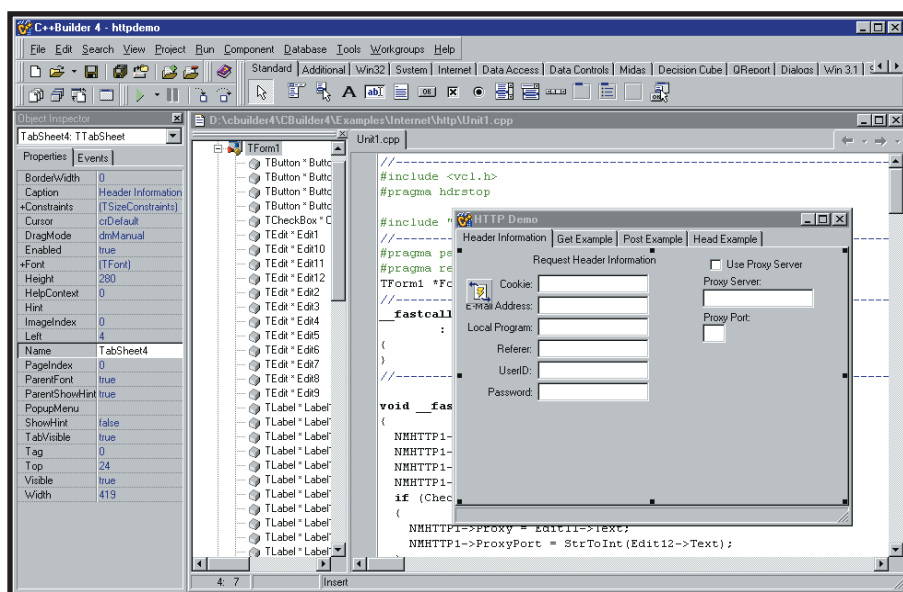 C++Builder 4 - httpdemo
File Edit Search View Project Run Component Database Tools Workgroups Help
Standard Additional Win32 System Internet Data Access Data Controls Midas Decision Cube QReport Dialogs Win 3.1
Object Inspector
TabSheet4: TTabSheet
Properties Events
BorderWidth 0
Caption Header Information
+Constraints (TSizeConstraints)
Cursor crDefault
DragMode dmManual
Enabled true
+Font (TFont)
Height 280
HelpContext 0
Hint
ImageIndex 0
Left 4
Name TabSheet4
PageIndex 0
ParentFont true
ParentShowHint true
PopupMenu
ShowHint false
TabVisible true
Tag 0
Top 24
Visible true
Width 419
D:\cbuilder4\CBuilder4\Examples\Internet\http\Unit1.cpp
TForm1
TButton * Butto
TButton * Butto
TButton * Butto
TButton * Butto
TCheckBox * C
TEdit * Edit1
TEdit * Edit10
TEdit * Edit11
TEdit * Edit12
TEdit * Edit2
TEdit * Edit3
TEdit * Edit4
TEdit * Edit5
TEdit * Edit6
TEdit * Edit7
TEdit * Edit8
TEdit * Edit9
TLabel * Label
TLabel * Label
TLabel * Label
TLabel * Label
TLabel * Label
TLabel * Label
TLabel * Label
TLabel * Label
TLabel * Label
TLabel * Label
TLabel * Label
Unit1.cpp
//------------------------------------------------------------
#include <vcl.h>
#pragma hdrstop
#include "
//------
#pragma pa
#pragma re
TForm1 *Fo
//------
__fastcall
:
{
}
//------
void __fas
{
NMHTTP1-
NMHTTP1-
NMHTTP1-
NMHTTP1-
if (Chec
{
NMHTTP1->Proxy = Edit11->Text;
NMHTTP1->ProxyPort = StrToInt(Edit12->Text);
HTTP Demo
Header Information Get Example Post Example Head Example
Request Header Information
Use Proxy Server
Cookie:
Proxy Server:
E-Mail Address:
Local Program:
Proxy Port:
Referer:
UserID:
Password:
4: 7 Insert